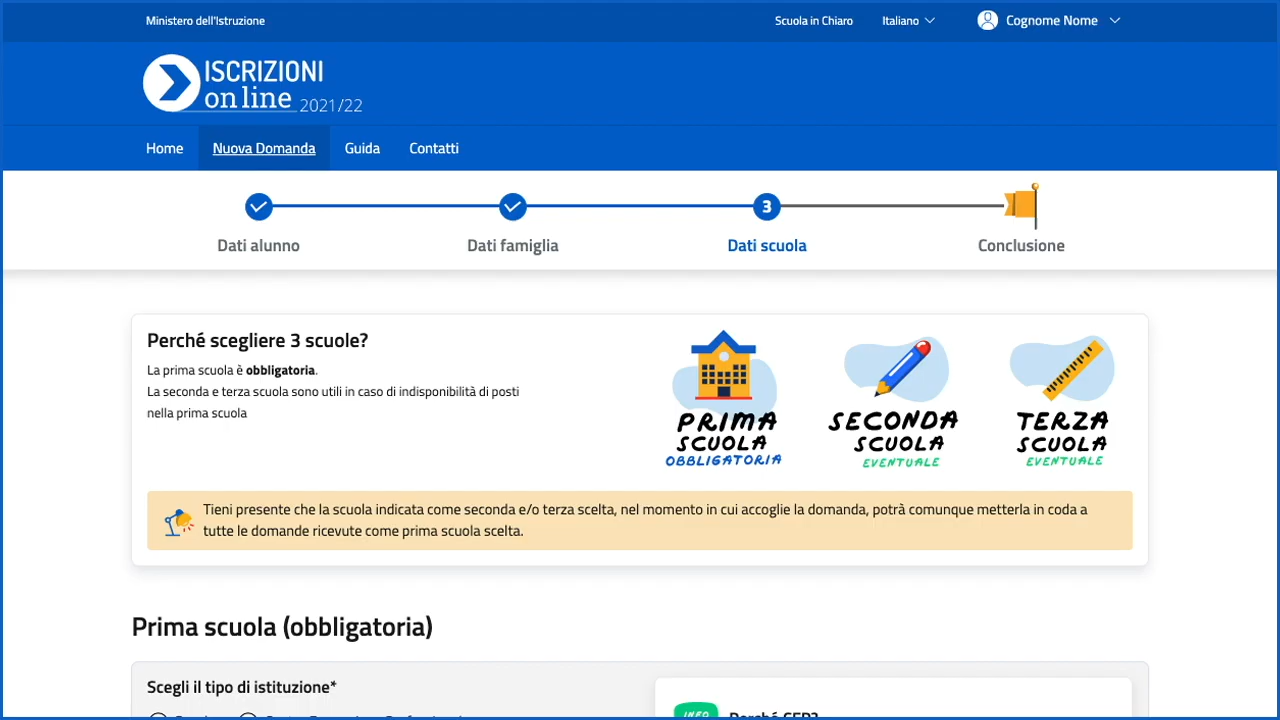 Ministero dell'Istruzione
Scuola in Chiaro
Italiano
Cognome Nome
ISCRIZIONI
on line 2021/22
Home
Nuova Domanda
Guida
Contatti
3
Dati alunno
Dati famiglia
Dati scuola
Conclusione
Perché scegliere 3 scuole?
La prima scuola è obbligatoria.
La seconda e terza scuola sono utili in caso di indisponibilità di posti
nella prima scuola
PRIMA
SCUOLA
OBBLIGATORIA
SECONDA
SCUOLA
EVENTUALE
TERZA
SCUOLA
EVENTUALE
Tieni presente che la scuola indicata come seconda e/o terza scelta, nel momento in cui accoglie la domanda, potrà comunque metterla in coda a
tutte le domande ricevute come prima scuola scelta.
Prima scuola (obbligatoria)
Scegli il tipo di istituzione*
INFO
Perché CFP?